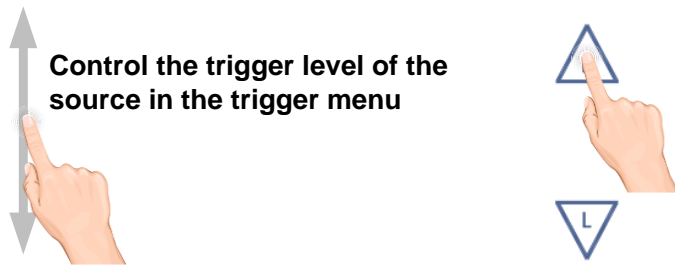 Control the trigger level of the
source in the trigger menu
L